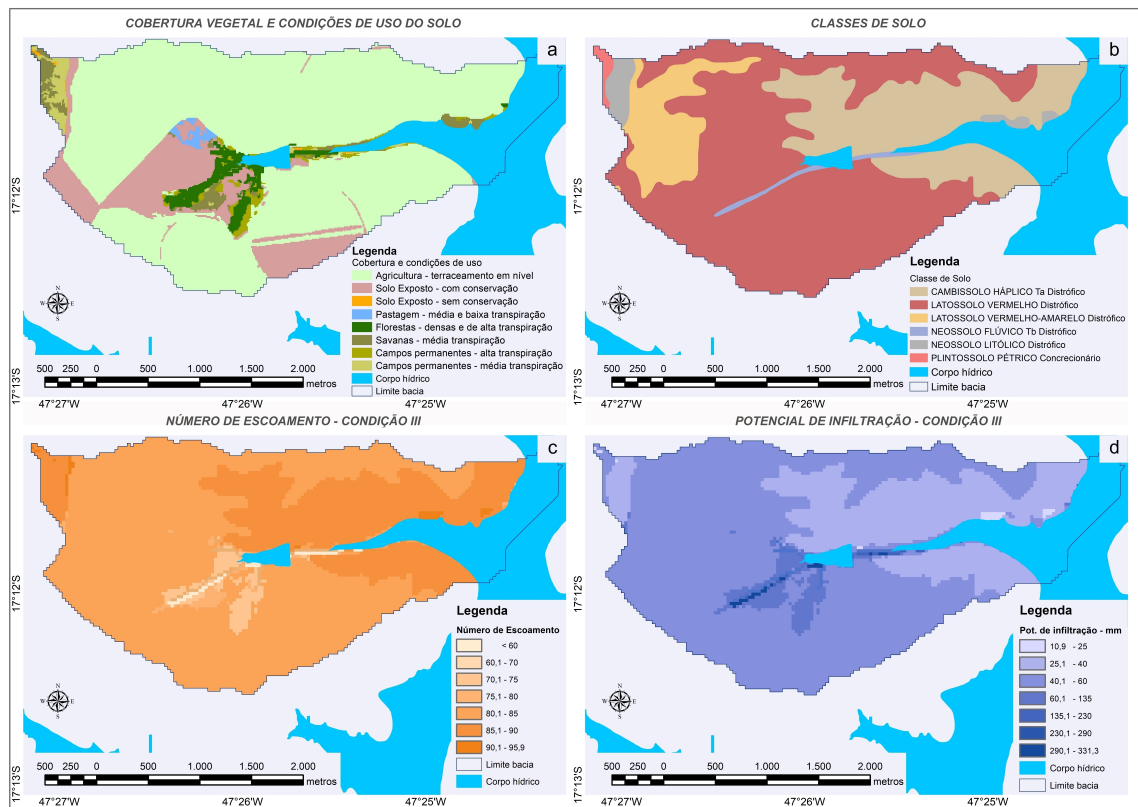 COBERTURA VEGETAL E CONDIÇÕES DE USO DO SOLO
a
17°12'S
17°13'S
Legenda
Cobertura e condições de uso
Agricultura - terraceamento em nível
Solo Exposto - com conservação
Solo Exposto - sem conservação
Pastagem - média e baixa transpiração
Florestas - densas e de alta transpiração
Savanas - média transpiração
Campos permanentes - alta transpiração
Campos permanentes - média transpiração
Corpo hídrico
Limite bacia
N
W E
S
500 250 0 500 1.000 1.500 2.000
metros
47°27'W 47°26'W 47°25'W
CLASSES DE SOLO
b
17°12'S
17°13'S
Legenda
Classe de Solo
CAMBISSOLO HÁPLICO Ta Distrófico
LATOSSOLO VERMELHO Distrófico
LATOSSOLO VERMELHO-AMARELO Distrófico
NEOSSOLO FLÚVICO Tb Distrófico
NEOSSOLO LITÓLICO Distrófico
PLINTOSSOLO PÉTRICO Concrecionário
Corpo hídrico
Limite bacia
N
W E
S
500 250 0 500 1.000 1.500 2.000
metros
47°27'W 47°26'W 47°25'W
NÚMERO DE ESCOAMENTO - CONDIÇÃO III
c
17°12'S
17°13'S
Legenda
Número de Escoamento
< 60
60,1 - 70
70,1 - 75
75,1 - 80
80,1 - 85
85,1 - 90
90,1 - 95,9
Limite bacia
Corpo hídrico
N
W E
S
500 250 0 500 1.000 1.500 2.000
metros
47°27'W 47°26'W 47°25'W
POTENCIAL DE INFILTRAÇÃO - CONDIÇÃO III
d
17°12'S
17°13'S
Legenda
Pot. de infiltração - mm
10,9 - 25
25,1 - 40
40,1 - 60
60,1 - 135
135,1 - 230
230,1 - 290
290,1 - 331,3
Corpo hídrico
Limite bacia
N
W E
S
500 250 0 500 1.000 1.500 2.000
metros
47°27'W 47°26'W 47°25'W